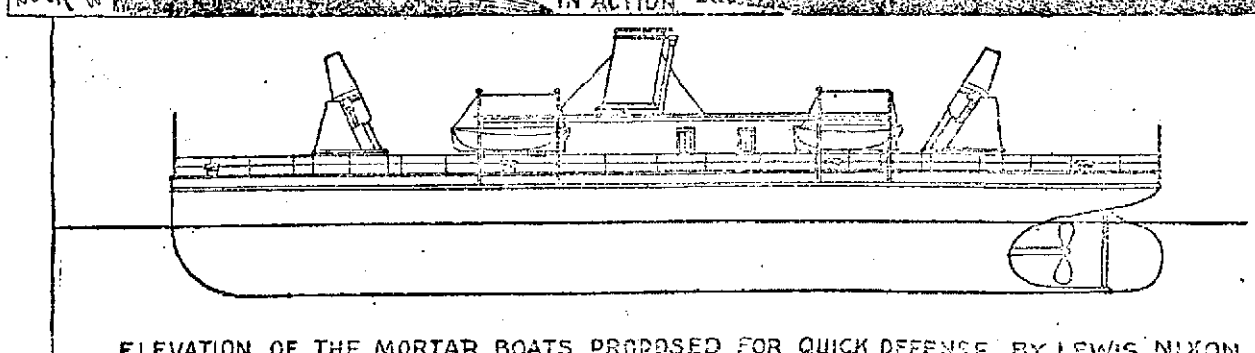 IN ACTION
ELEVATION OF THE MORTAR BOATS PROPOSED FOR QUICK DEFENSE BY LEWIS NIXON